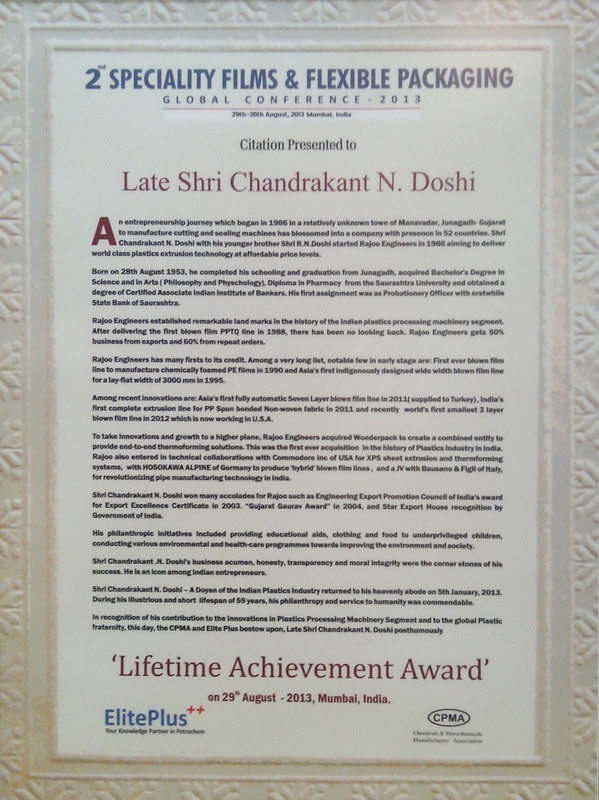 2nd SPECIALITY FILMS & FLEXIBLE PACKAGING
GLOBAL CONFERENCE - 2013
29th-30th August, 2013 Mumbai, India
Citation Presented to
Late Shri Chandrakant N. Doshi
An entrepreneurship journey which began in 1986 in a relatively unknown town of Manavadar, Junagadh- Gujarat
to manufacture cutting and sealing machines has blossomed into a company with presence in 52 countries. Shri
Chandrakant N. Doshi with his younger brother Shri R.N.Doshi started Rajoo Engineers in 1986 aiming to deliver
world class plastics extrusion technology at affordable price levels.
Born on 28th August 1953, he completed his schooling and graduation from Junagadh, acquired Bachelor's Degree in
Science and in Arts ( Philosophy and Physchology), Diploma in Pharmacy from the Saurashtra University and obtained a
degree of Certified Associate Indian Institute of Bankers. His first assignment was as Probationery Officer with erstwhile
State Bank of Saurashtra.
Rajoo Engineers established remarkable land marks in the history of the Indian plastics processing machinery segment.
After delivering the first blown film PPTQ line in 1988, there has been no looking back. Rajoo Engineers gets 50%
business from exports and 60% from repeat orders.
Rajoo Engineers has many firsts to its credit. Among a very long list, notable few in early stage are: First ever blown film
line to manufacture chemically foamed PE films in 1990 and Asia's first indigenously designed wide width blown film line
for a lay-flat width of 3000 mm in 1995.
Among recent innovations are: Asia's first fully automatic Seven Layer blown film line in 2011( supplied to Turkey) , India's
first complete extrusion line for PP Spun bonded Non-woven fabric in 2011 and recently world's first smallest 3 layer
blown film line in 2012 which is now working in U.S.A.
To take innovations and growth to a higher plane, Rajoo Engineers acquired Wonderpack to create a combined entity to
provide end-to-end thermoforming solutions. This was the first ever acquisition in the history of Plastics Industry in India.
Rajoo also entered in technical collaborations with Commodore Inc of USA for XPS sheet extrusion and thermforming
systems, with HOSOKAWA ALPINE of Germany to produce 'hybrid' blown film lines , and a JV with Bausano & Figli of Italy,
for revolutionizing pipe manufacturing technology in India.
Shri Chandrakant N. Doshi won many accolades for Rajoo such as Engineering Export Promotion Council of India's award
for Export Excellence Certificate in 2003. "Gujarat Gaurav Award" in 2004, and Star Export House recognition by
Government of India.
His philanthropic initiatives included providing educational aids, clothing and food to underprivileged children,
conducting various environmental and health-care programmes towards improving the environment and society.
Shri Chandrakant .N. Doshi's business acumen, honesty, transparency and moral integrity were the corner stones of his
success. He is an icon among Indian entrepreneurs.
Shri Chandrakant N. Doshi – A Doyen of the Indian Plastics Industry returned to his heavenly abode on 5th January, 2013.
During his illustrious and short lifespan of 59 years, his philanthropy and service to humanity was commendable.
In recognition of his contribution to the Innovations in Plastics Processing Machinery Segment and to the global Plastic
fraternity, this day, the CPMA and Elite Plus bestow upon, Late Shri Chandrakant N. Doshi posthumously
'Lifetime Achievement Award'
on 29th August - 2013, Mumbai, India.
ElitePlus++
Your Knowledge Partner in Petrochem
CPMA
Chemicals & Petrochemicals
Manufacturers' Association